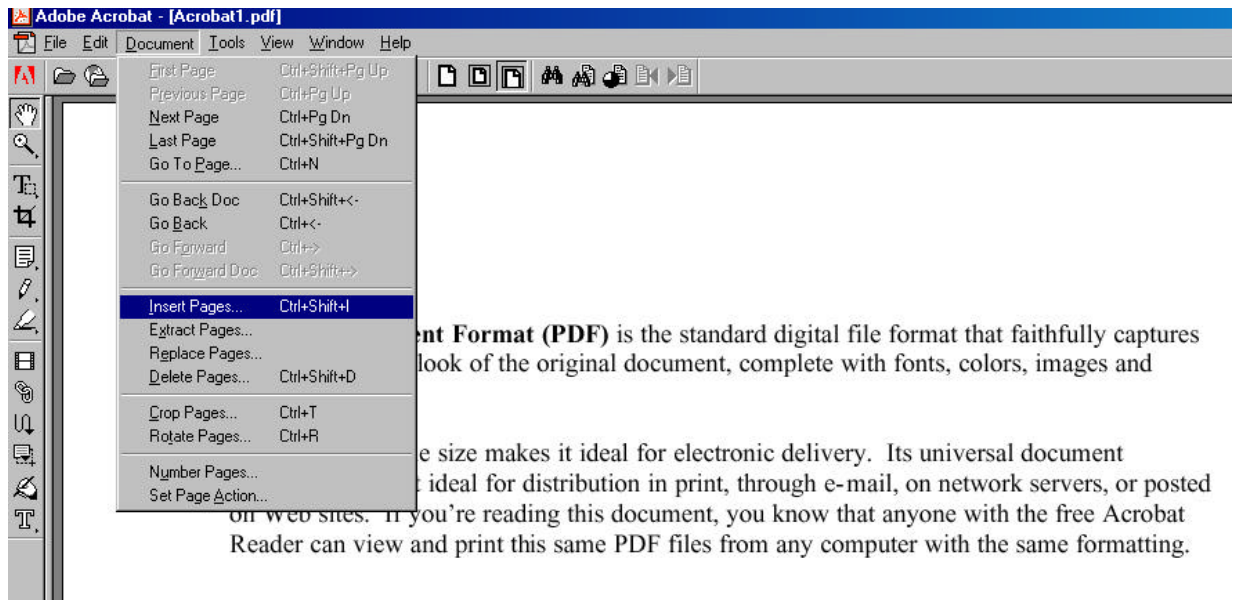 Adobe Acrobat - [Acrobat1.pdf]
File Edit Document Tools View Window Help
First Page Ctrl+Shift+Pg Up
Previous Page Ctrl+Pg Up
Next Page Ctrl+Pg Dn
Last Page Ctrl+Shift+Pg Dn
Go To Page... Ctrl+N
Go Back Doc Ctrl+Shift+<-
Go Back Ctrl+<-
Go Forward Ctrl+->
Go Forward Doc Ctrl+Shift+->
Insert Pages... Ctrl+Shift+I
Extract Pages...
Replace Pages...
Delete Pages... Ctrl+Shift+D
Crop Pages... Ctrl+T
Rotate Pages... Ctrl+R
Number Pages...
Set Page Action...
Format (PDF) is the standard digital file format that faithfully captures
look of the original document, complete with fonts, colors, images and
size makes it ideal for electronic delivery. Its universal document
ideal for distribution in print, through e-mail, on network servers, or posted
on Web sites. If you're reading this document, you know that anyone with the free Acrobat
Reader can view and print this same PDF files from any computer with the same formatting.